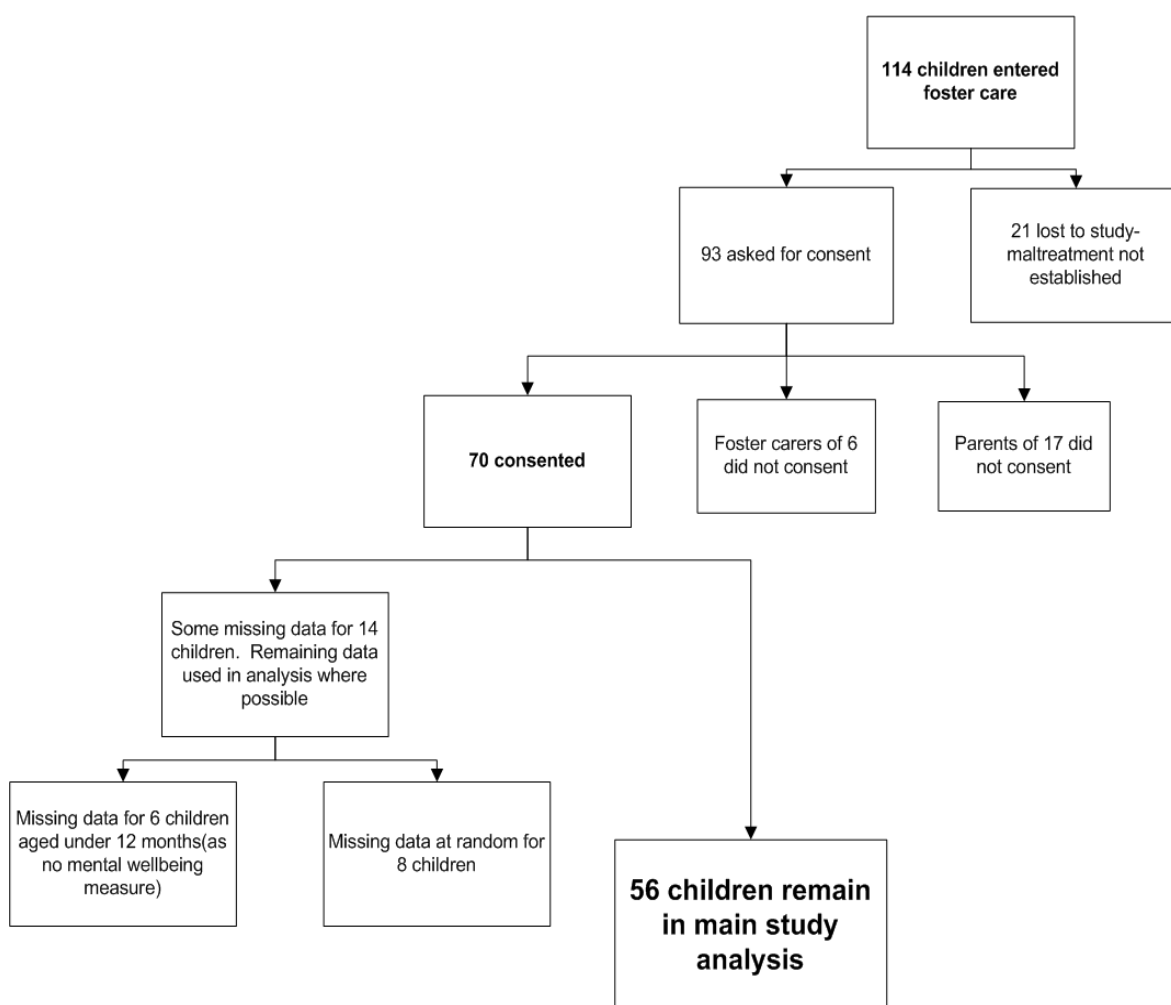 114 children entered
foster care
93 asked for consent
21 lost to study-
maltreatment not
established
70 consented
Foster carers of 6
did not consent
Parents of 17 did
not consent
Some missing data for 14
children.  Remaining data
used in analysis where
possible
Missing data for 6 children
aged under 12 months(as
no mental wellbeing
measure)
Missing data at random for
8 children
56 children remain
in main study
analysis